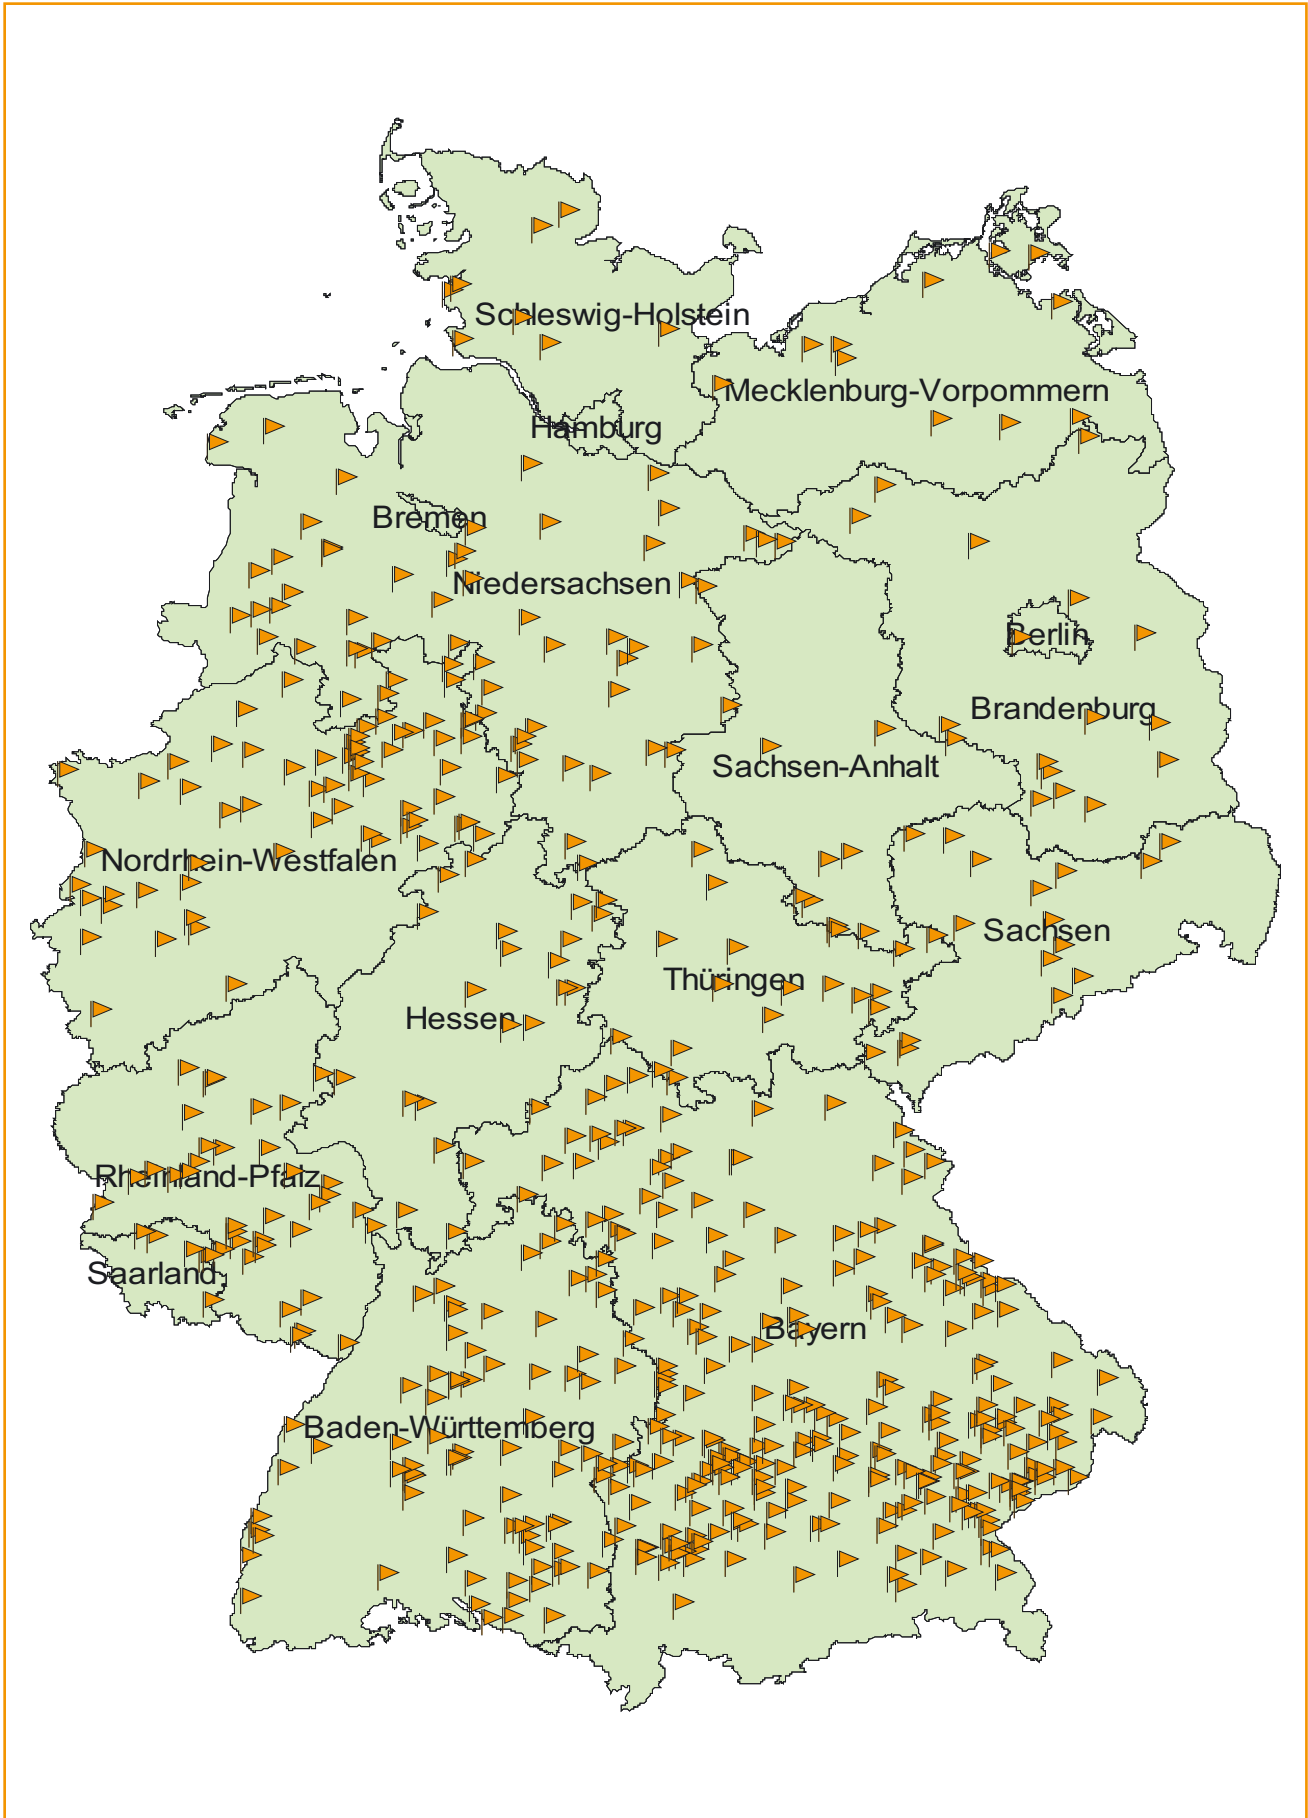 Schleswig-Holstein
Mecklenburg-Vorpommern
Hamburg
Bremen
Niedersachsen
Berlin
Brandenburg
Sachsen-Anhalt
Nordrhein-Westfalen
Sachsen
Thüringen
Hessen
Rheinland-Pfalz
Saarland
Bayern
Baden-Württemberg